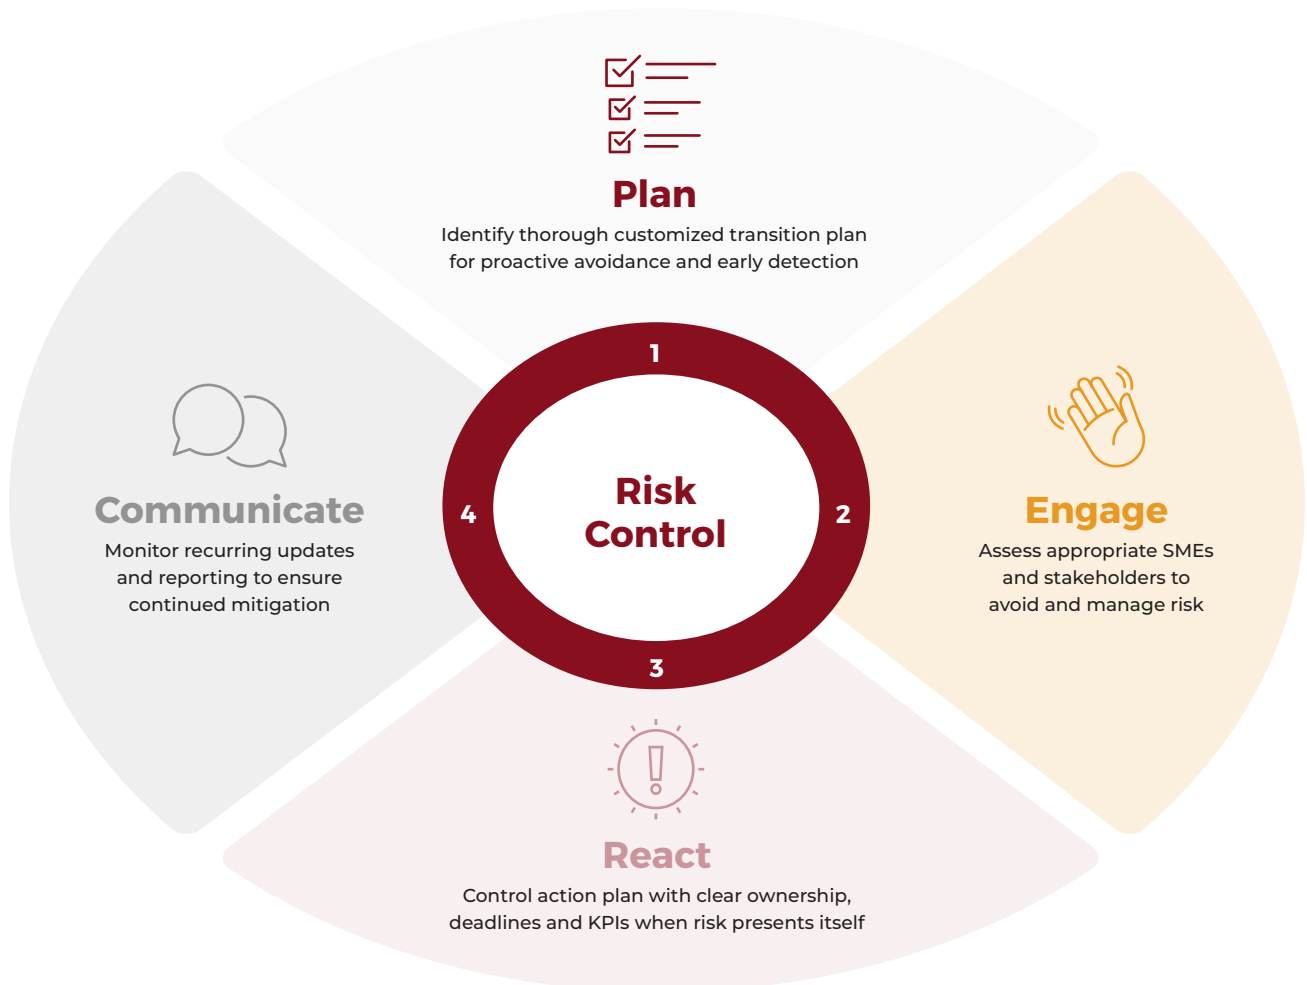 Plan
Identify thorough customized transition plan
for proactive avoidance and early detection
1
Risk
Control
2
Engage
Assess appropriate SMEs
and stakeholders to
avoid and manage risk
3
React
Control action plan with clear ownership,
deadlines and KPIs when risk presents itself
4
Communicate
Monitor recurring updates
and reporting to ensure
continued mitigation